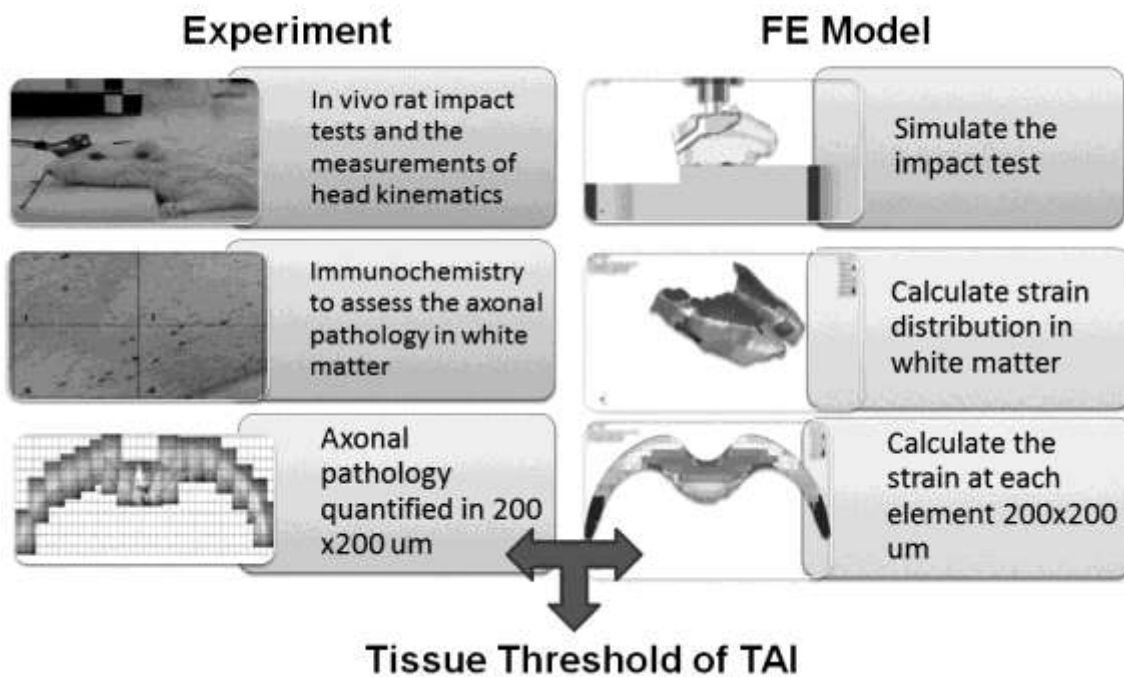 Experiment
In vivo rat impact
tests and the
measurements of
head kinematics
Immunochemistry
to assess the axonal
pathology in white
matter
Axonal
pathology
quantified in 200
x200 um
FE Model
Simulate the
impact test
Calculate strain
distribution in
white matter
Calculate the
strain at each
element 200x200
um
Tissue Threshold of TAI